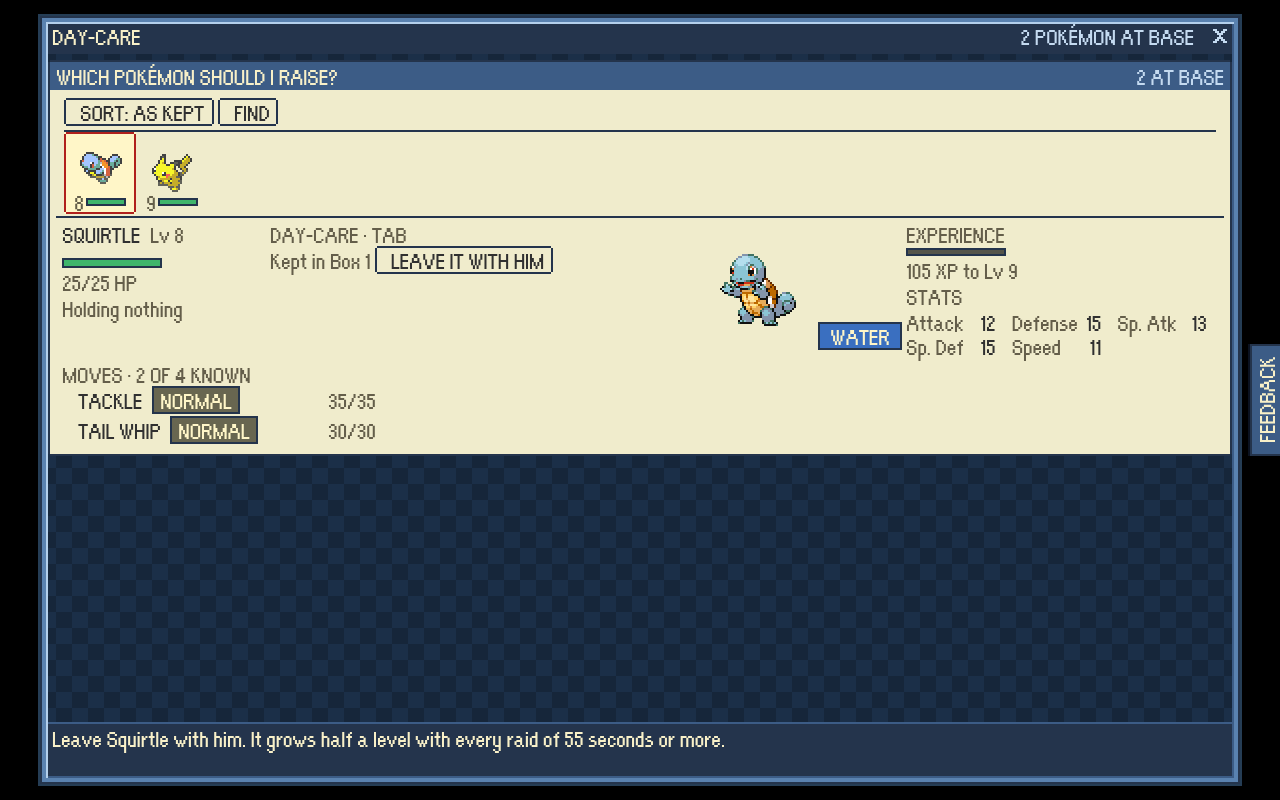 DAY-CARE 2 POKÉMON AT BASE X
WHICH POKÉMON SHOULD I RAISE? 2 AT BASE
SORT: AS KEPT FIND
8 9
SQUIRTLE Lv 8 DAY-CARE · TAB EXPERIENCE
Kept in Box 1 LEAVE IT WITH HIM
25/25 HP 105 XP to Lv 9
Holding nothing STATS
Attack 12 Defense 15 Sp. Atk 13
WATER Sp. Def 15 Speed 11
MOVES · 2 OF 4 KNOWN
TACKLE NORMAL 35/35
TAIL WHIP NORMAL 30/30
FEEDBACK
Leave Squirtle with him. It grows half a level with every raid of 55 seconds or more.